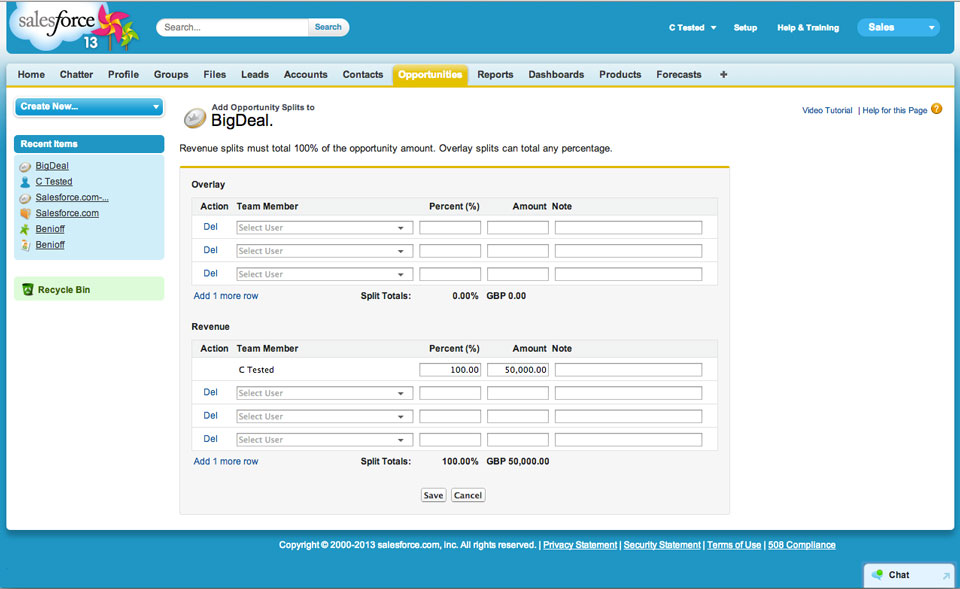 salesforce
13
Search...
Search
C Tested
Setup
Help & Training
Sales
Home Chatter Profile Groups Files Leads Accounts Contacts Opportunities Reports Dashboards Products Forecasts +
Create New...
Recent Items
BigDeal
C Tested
Salesforce.com-...
Salesforce.com
Benioff
Benioff
Recycle Bin
Add Opportunity Splits to
BigDeal.
Video Tutorial | Help for this Page ?
Revenue splits must total 100% of the opportunity amount. Overlay splits can total any percentage.
Overlay
Action Team Member Percent (%) Amount Note
Del Select User
Del Select User
Del Select User
Add 1 more row Split Totals: 0.00% GBP 0.00
Revenue
Action Team Member Percent (%) Amount Note
C Tested 100.00 50,000.00
Del Select User
Del Select User
Del Select User
Add 1 more row Split Totals: 100.00% GBP 50,000.00
Save Cancel
Copyright © 2000-2013 salesforce.com, inc. All rights reserved. | Privacy Statement | Security Statement | Terms of Use | 508 Compliance
Chat